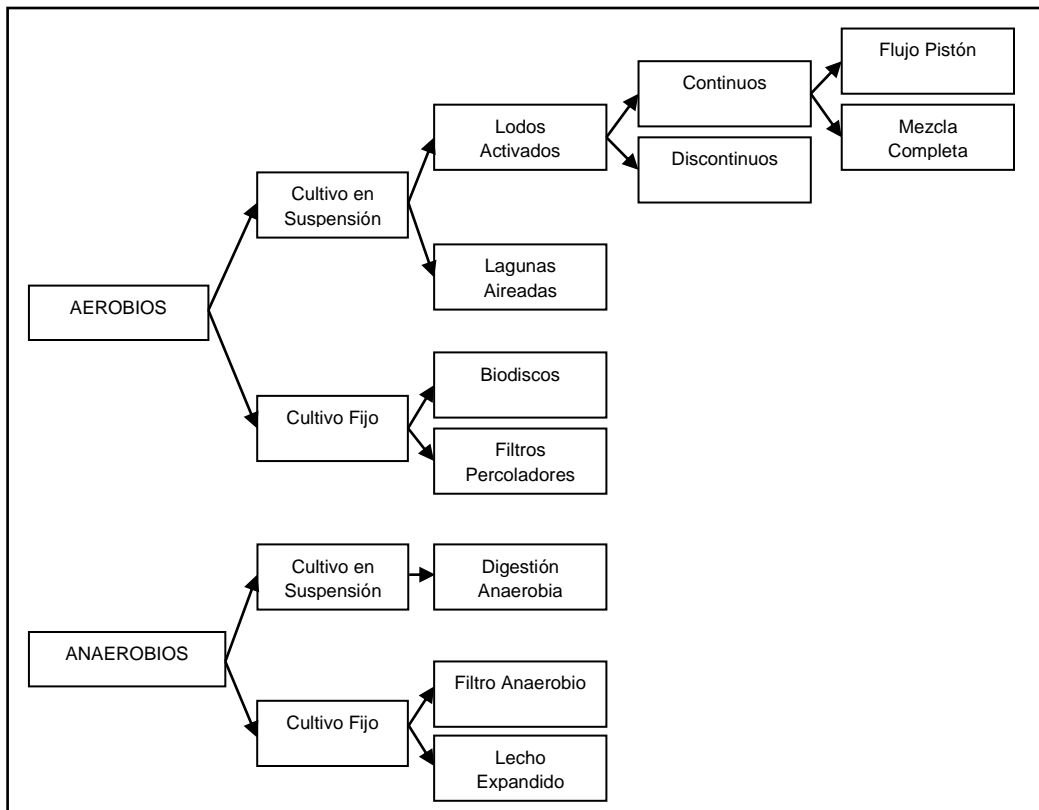 Flujo Pistón
Continuos
Mezcla
Completa
Lodos
Activados
Discontinuos
Cultivo en
Suspensión
Lagunas
Aireadas
AEROBIOS
Biodiscos
Cultivo Fijo
Filtros
Percoladores
Cultivo en
Suspensión
Digestión
Anaerobia
ANAEROBIOS
Filtro Anaerobio
Cultivo Fijo
Lecho
Expandido